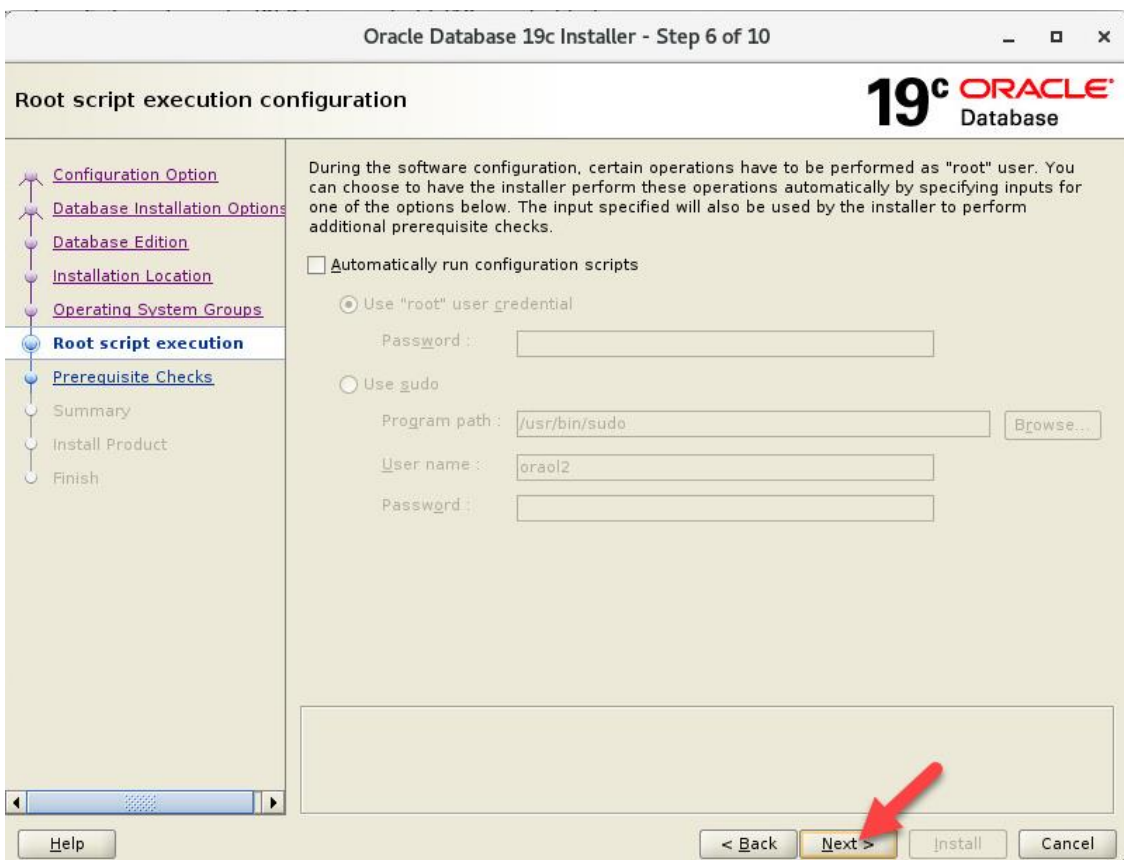 Oracle Database 19c Installer - Step 6 of 10
Root script execution configuration
19c ORACLE
Database
Configuration Option
Database Installation Options
Database Edition
Installation Location
Operating System Groups
Root script execution
Prerequisite Checks
Summary
Install Product
Finish
During the software configuration, certain operations have to be performed as "root" user. You
can choose to have the installer perform these operations automatically by specifying inputs for
one of the options below. The input specified will also be used by the installer to perform
additional prerequisite checks.
Automatically run configuration scripts
Use "root" user credential
Password :
Use sudo
Program path : /usr/bin/sudo Browse...
User name : oraol2
Password :
Help < Back Next > Install Cancel